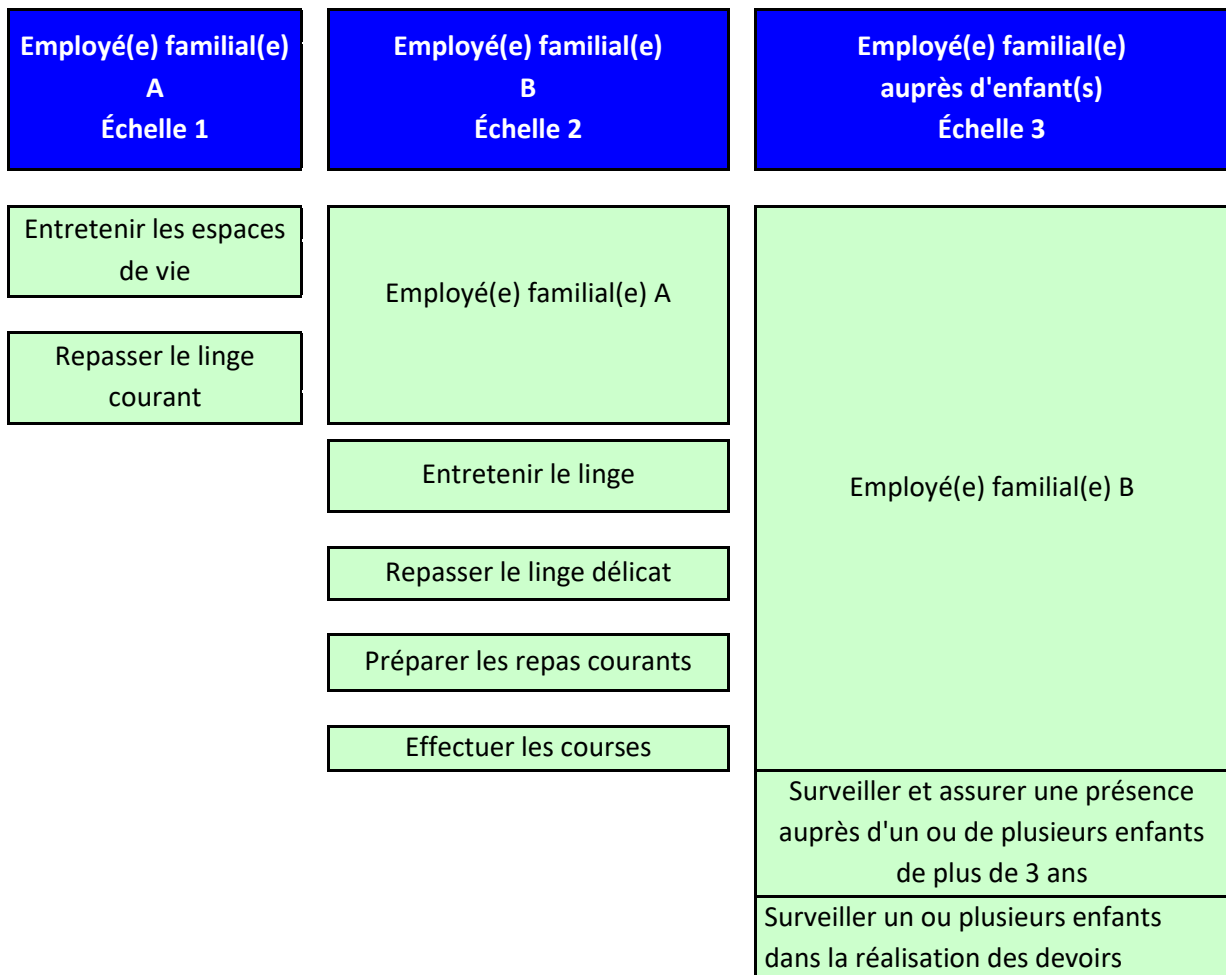 Employé(e) familial(e)
A
Échelle 1
Employé(e) familial(e)
B
Échelle 2
Employé(e) familial(e)
auprès d'enfant(s)
Échelle 3
Entretenir les espaces
de vie
Repasser le linge
courant
Employé(e) familial(e) A
Entretenir le linge
Repasser le linge délicat
Préparer les repas courants
Effectuer les courses
Employé(e) familial(e) B
Surveiller et assurer une présence
auprès d'un ou de plusieurs enfants
de plus de 3 ans
Surveiller un ou plusieurs enfants
dans la réalisation des devoirs